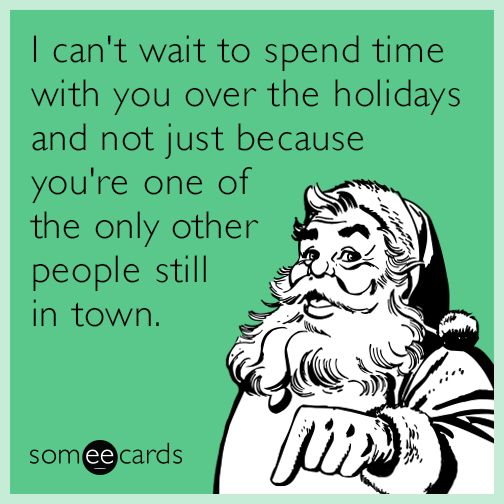 I can't wait to spend time
with you over the holidays
and not just because
you're one of
the only other
people still
in town.
someecards